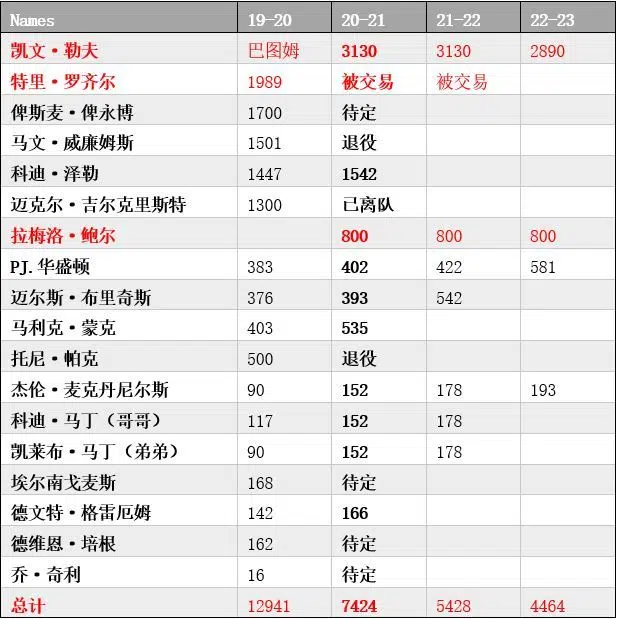 Names 19-20 20-21 21-22 22-23
凯文·勒夫 巴图姆 3130 3130 2890
特里·罗齐尔 1989 被交易 被交易
俾斯麦·俾永博 1700 待定
马文·威廉姆斯 1501 退役
科迪·泽勒 1447 1542
迈克尔·吉尔克里斯特 1300 已离队
拉梅洛·鲍尔 800 800 800
PJ.华盛顿 383 402 422 581
迈尔斯·布里奇斯 376 393 542
马利克·蒙克 403 535
托尼·帕克 500 退役
杰伦·麦克丹尼尔斯 90 152 178 193
科迪·马丁（哥哥） 117 152 178
凯莱布·马丁（弟弟） 90 152 178
埃尔南戈麦斯 168 待定
德文特·格雷厄姆 142 166
德维恩·培根 162 待定
乔·奇利 16 待定
总计 12941 7424 5428 4464